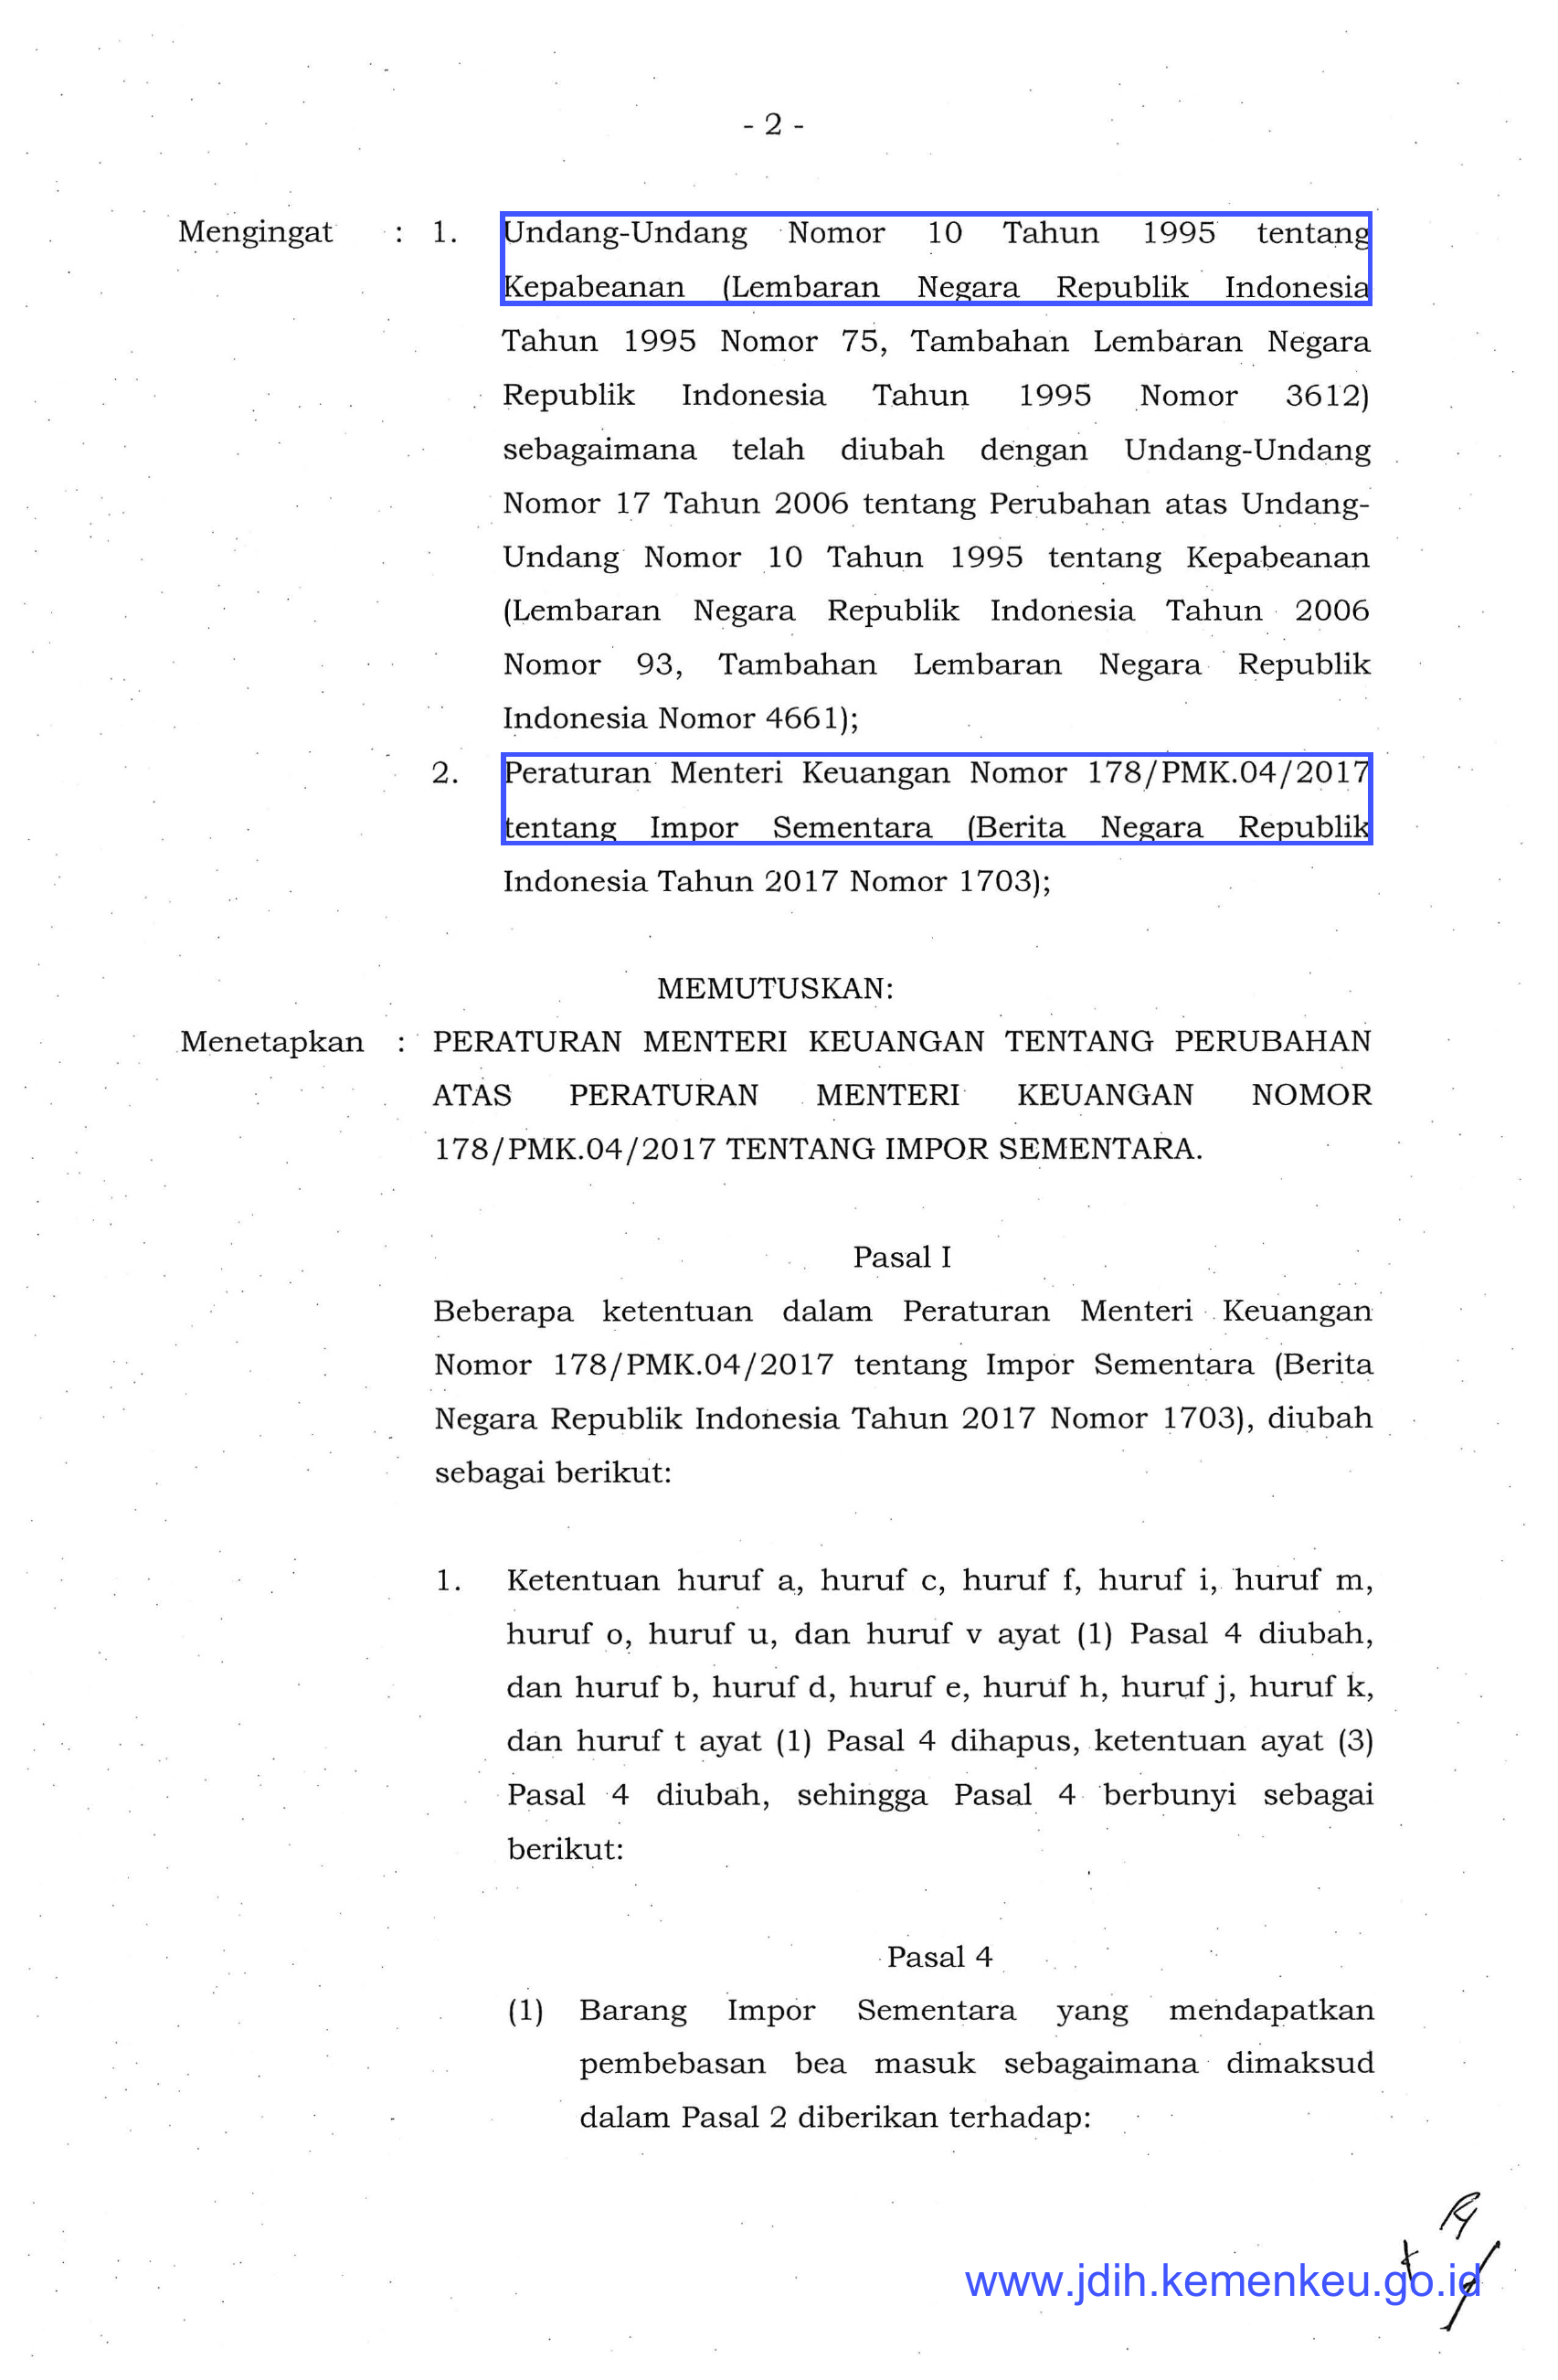 - 2 -
Mengingat : 1. Undang-Undang Nomor 10 Tahun 1995 tentang
Kepabeanan (Lembaran Negara Republik Indonesia
Tahun 1995 Nomor 75, Tambahan Lembaran Negara
Republik Indonesia Tahun 1995 Nomor 3612)
sebagaimana telah diubah dengan Undang-Undang
Nomor 17 Tahun 2006 tentang Perubahan atas Undang-
Undang Nomor 10 Tahun 1995 tentang Kepabeanan
(Lembaran Negara Republik Indonesia Tahun 2006
Nomor 93, Tambahan Lembaran Negara Republik
Indonesia Nomor 4661);
2. Peraturan Menteri Keuangan Nomor 178/PMK.04/2017
tentang Impor Sementara (Berita Negara Republik
Indonesia Tahun 2017 Nomor 1703);
MEMUTUSKAN:
Menetapkan : PERATURAN MENTERI KEUANGAN TENTANG PERUBAHAN
ATAS PERATURAN MENTERI KEUANGAN NOMOR
178/PMK.04/2017 TENTANG IMPOR SEMENTARA.
Pasal I
Beberapa ketentuan dalam Peraturan Menteri Keuangan
Nomor 178/PMK.04/2017 tentang Impor Sementara (Berita
Negara Republik Indonesia Tahun 2017 Nomor 1703), diubah
sebagai berikut:
1. Ketentuan huruf a, huruf c, huruf f, huruf i, huruf m,
huruf o, huruf u, dan huruf v ayat (1) Pasal 4 diubah,
dan huruf b, huruf d, huruf e, huruf h, huruf j, huruf k,
dan huruf t ayat (1) Pasal 4 dihapus, ketentuan ayat (3)
Pasal 4 diubah, sehingga Pasal 4 berbunyi sebagai
berikut:
Pasal 4
(1) Barang Impor Sementara yang mendapatkan
pembebasan bea masuk sebagaimana dimaksud
dalam Pasal 2 diberikan terhadap:
www.jdih.kemenkeu.go.id